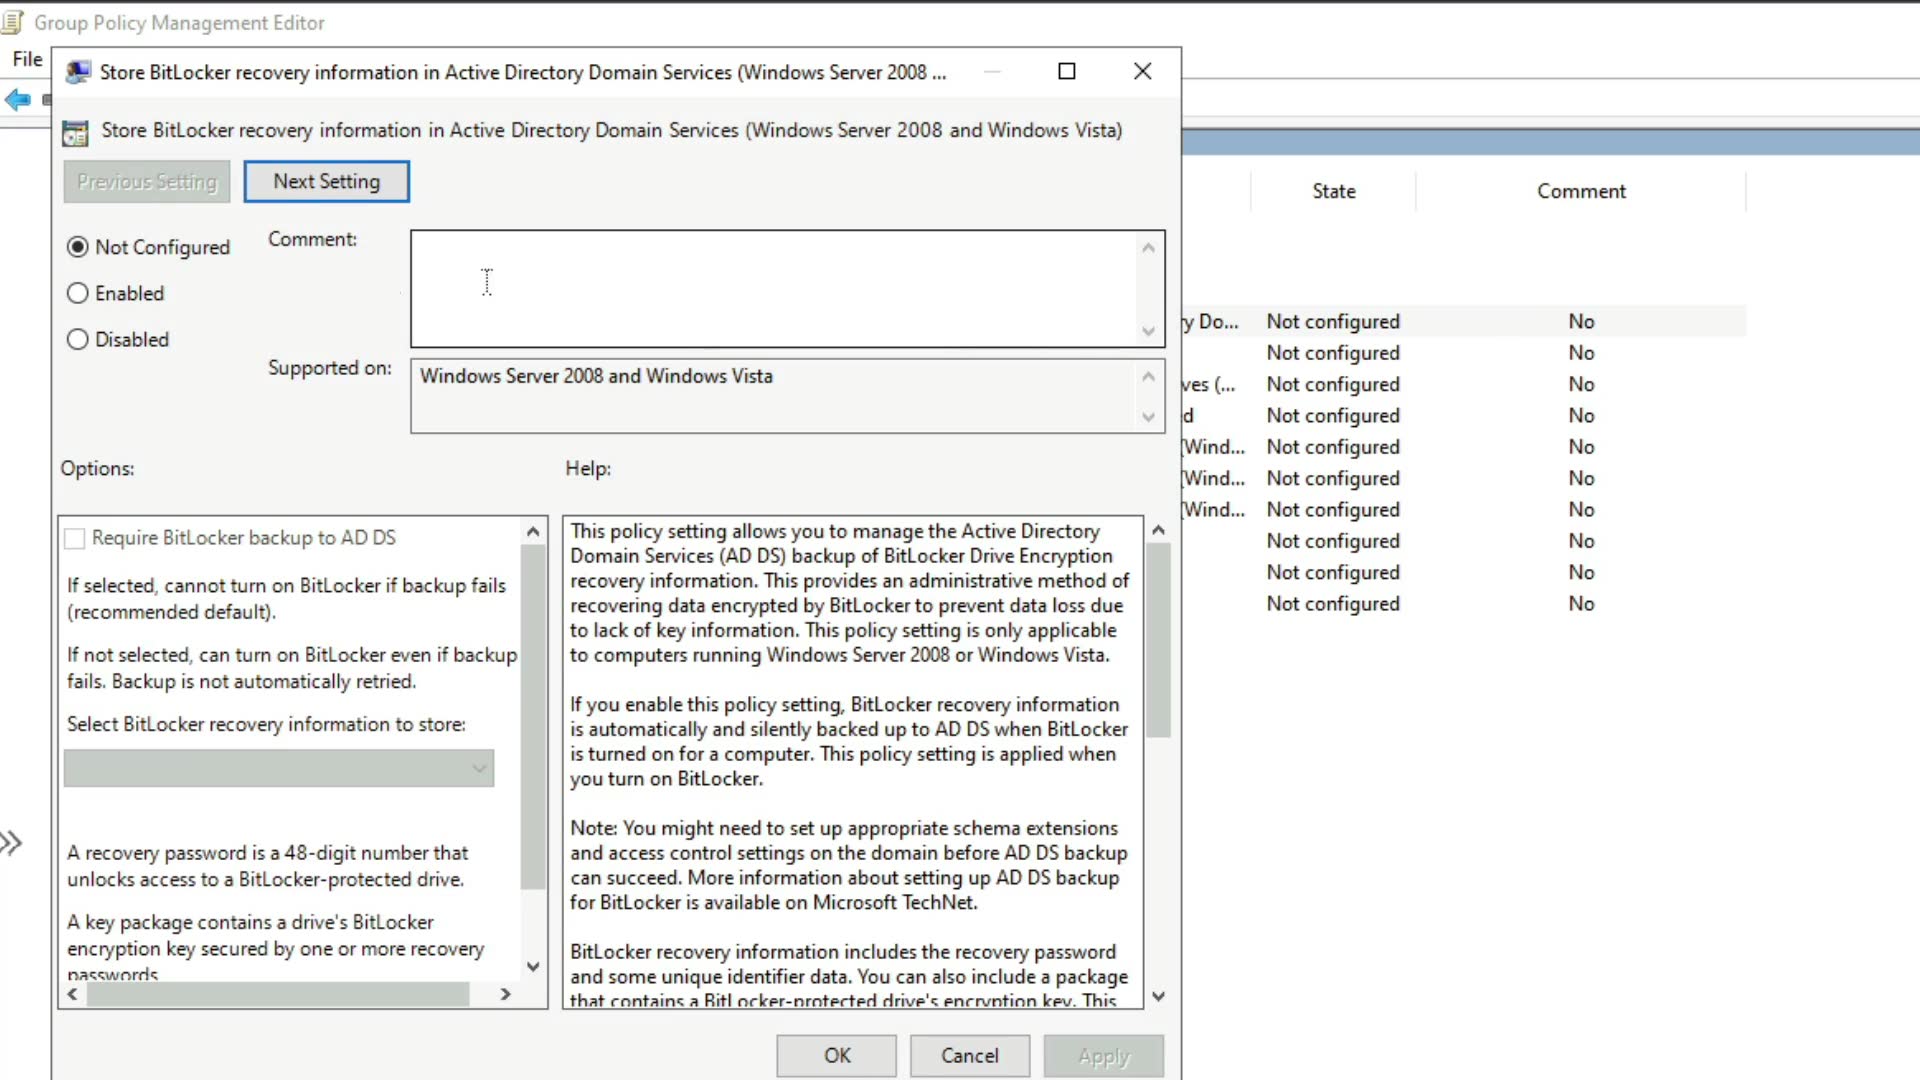 Group Policy Management Editor
File
Store BitLocker recovery information in Active Directory Domain Services (Windows Server 2008 ...
Store BitLocker recovery information in Active Directory Domain Services (Windows Server 2008 and Windows Vista)
Previous Setting
Next Setting
Not Configured
Enabled
Disabled
Comment:
Supported on:
Windows Server 2008 and Windows Vista
Options:
Help:
Require BitLocker backup to AD DS
If selected, cannot turn on BitLocker if backup fails
(recommended default).
If not selected, can turn on BitLocker even if backup
fails. Backup is not automatically retried.
Select BitLocker recovery information to store:
A recovery password is a 48-digit number that
unlocks access to a BitLocker-protected drive.
A key package contains a drive's BitLocker
encryption key secured by one or more recovery
passwords
This policy setting allows you to manage the Active Directory
Domain Services (AD DS) backup of BitLocker Drive Encryption
recovery information. This provides an administrative method of
recovering data encrypted by BitLocker to prevent data loss due
to lack of key information. This policy setting is only applicable
to computers running Windows Server 2008 or Windows Vista.
If you enable this policy setting, BitLocker recovery information
is automatically and silently backed up to AD DS when BitLocker
is turned on for a computer. This policy setting is applied when
you turn on BitLocker.
Note: You might need to set up appropriate schema extensions
and access control settings on the domain before AD DS backup
can succeed. More information about setting up AD DS backup
for BitLocker is available on Microsoft TechNet.
BitLocker recovery information includes the recovery password
and some unique identifier data. You can also include a package
that contains a BitLocker-protected drive's encryption key. This
OK
Cancel
Apply
State Comment
y Do... Not configured No
Not configured No
ves (... Not configured No
d Not configured No
(Wind... Not configured No
(Wind... Not configured No
(Wind... Not configured No
Not configured No
Not configured No
Not configured No